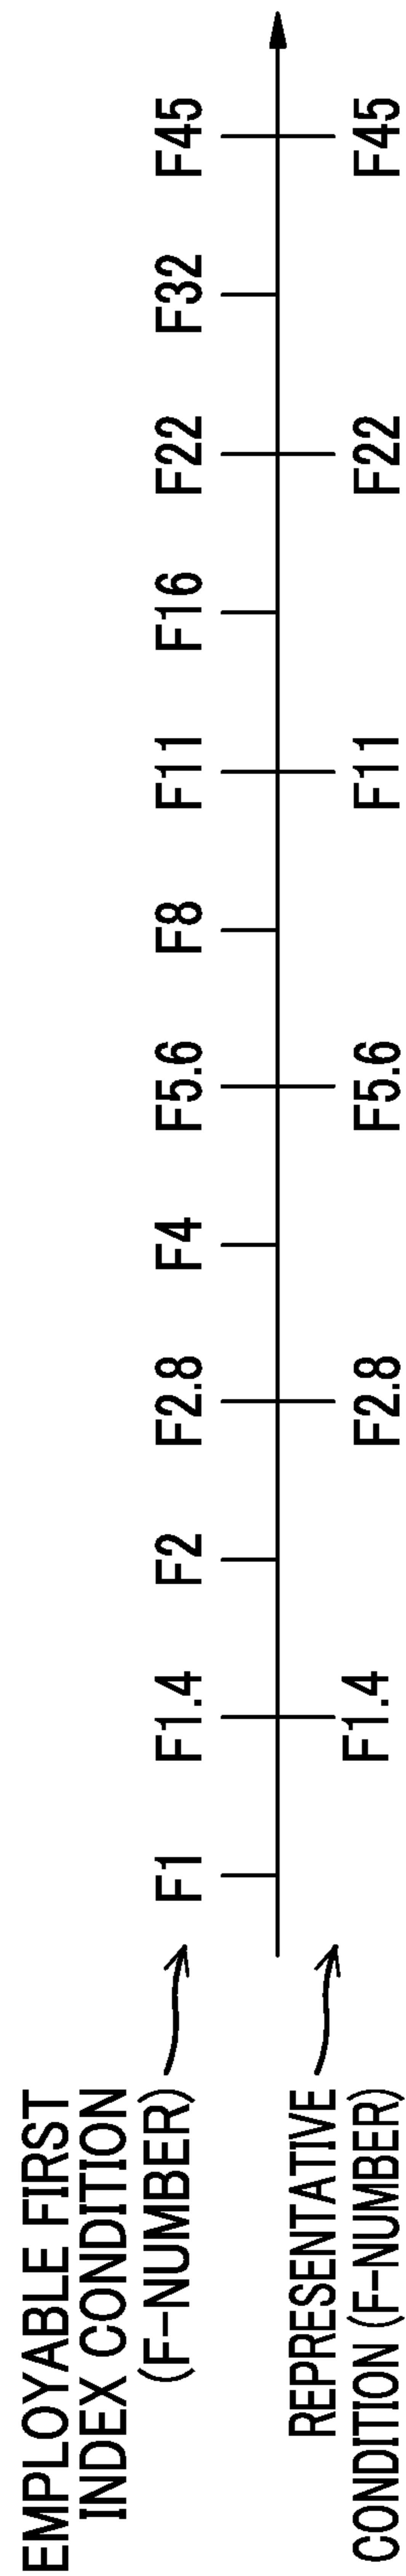 EMPLOYABLE FIRST
INDEX CONDITION
(F-NUMBER)
F1 F1.4 F2 F2.8 F4 F5.6 F8 F11 F16 F22 F32 F45
REPRESENTATIVE
CONDITION (F-NUMBER)
F1.4 F2.8 F5.6 F11 F22 F45